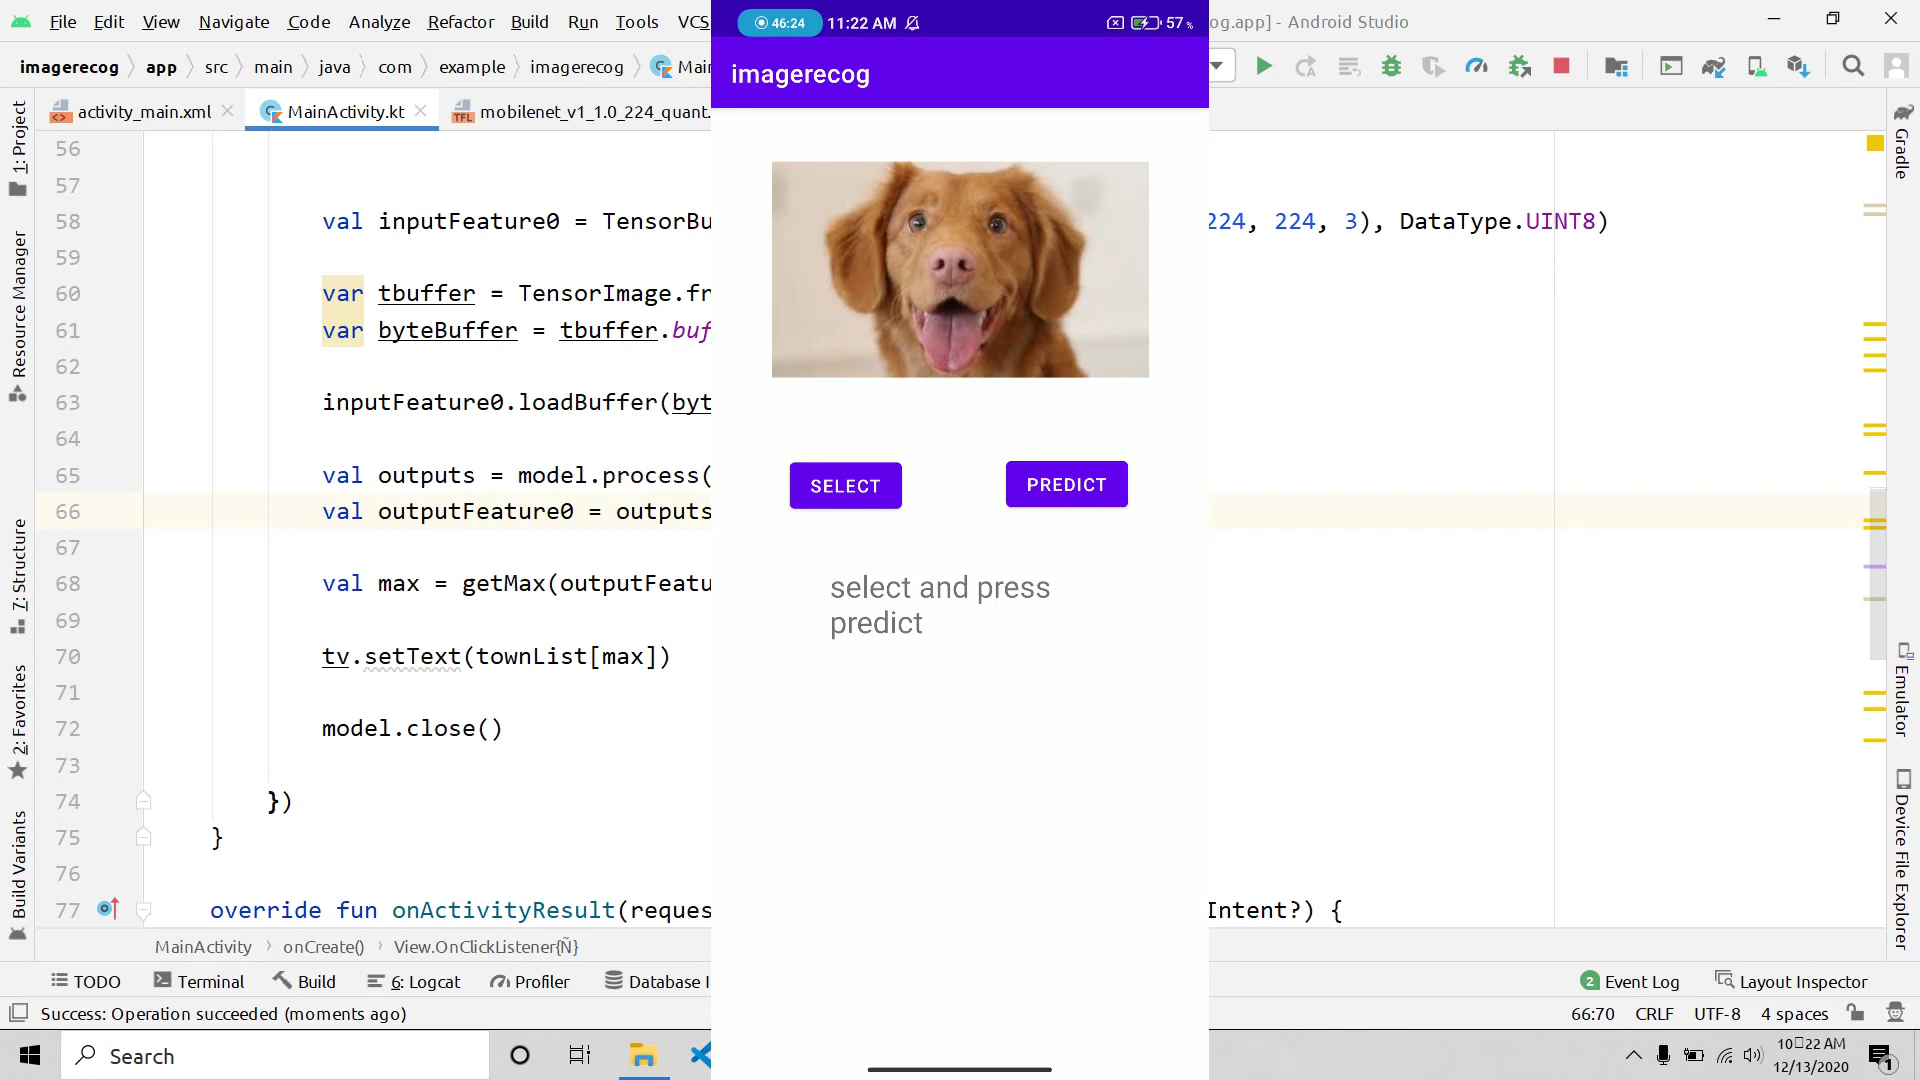 File Edit View Navigate Code Analyze Refactor Build Run Tools VCS
og.app] - Android Studio
imagerecog app src main java com example imagerecog Mai
activity_main.xml MainActivity.kt mobilenet_v1_1.0_224_quant.
1: Project
Resource Manager
7: Structure
2: Favorites
Build Variants
56
57
58 val inputFeature0 = TensorBu 224, 224, 3), DataType.UINT8)
59
60 var tbuffer = TensorImage.fr
61 var byteBuffer = tbuffer.buf
62
63 inputFeature0.loadBuffer(byt
64
65 val outputs = model.process(
66 val outputFeature0 = outputs
67
68 val max = getMax(outputFeatu
69
70 tv.setText(townList[max])
71
72 model.close()
73
74 })
75 }
76
77 override fun onActivityResult(reques Intent?) {
46:24 11:22 AM 57 %
imagerecog
SELECT PREDICT
select and press
predict
Gradle
Emulator
Device File Explorer
MainActivity onCreate() View.OnClickListener{Ñ}
TODO Terminal Build 6: Logcat Profiler Database I
2 Event Log Layout Inspector
Success: Operation succeeded (moments ago)
66:70 CRLF UTF-8 4 spaces
Search
10:22 AM
12/13/2020
1